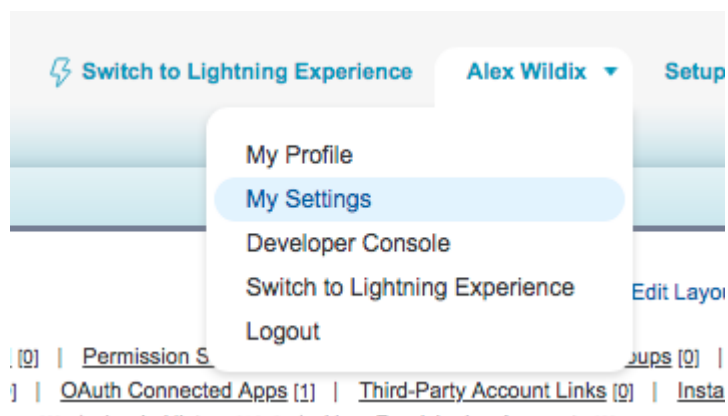 Switch to Lightning Experience Alex Wildix Setup
My Profile
My Settings
Developer Console
Switch to Lightning Experience
Edit Layou
Logout
[0] | Permission S oups [0] |
] | OAuth Connected Apps [1] | Third-Party Account Links [0] | Insta